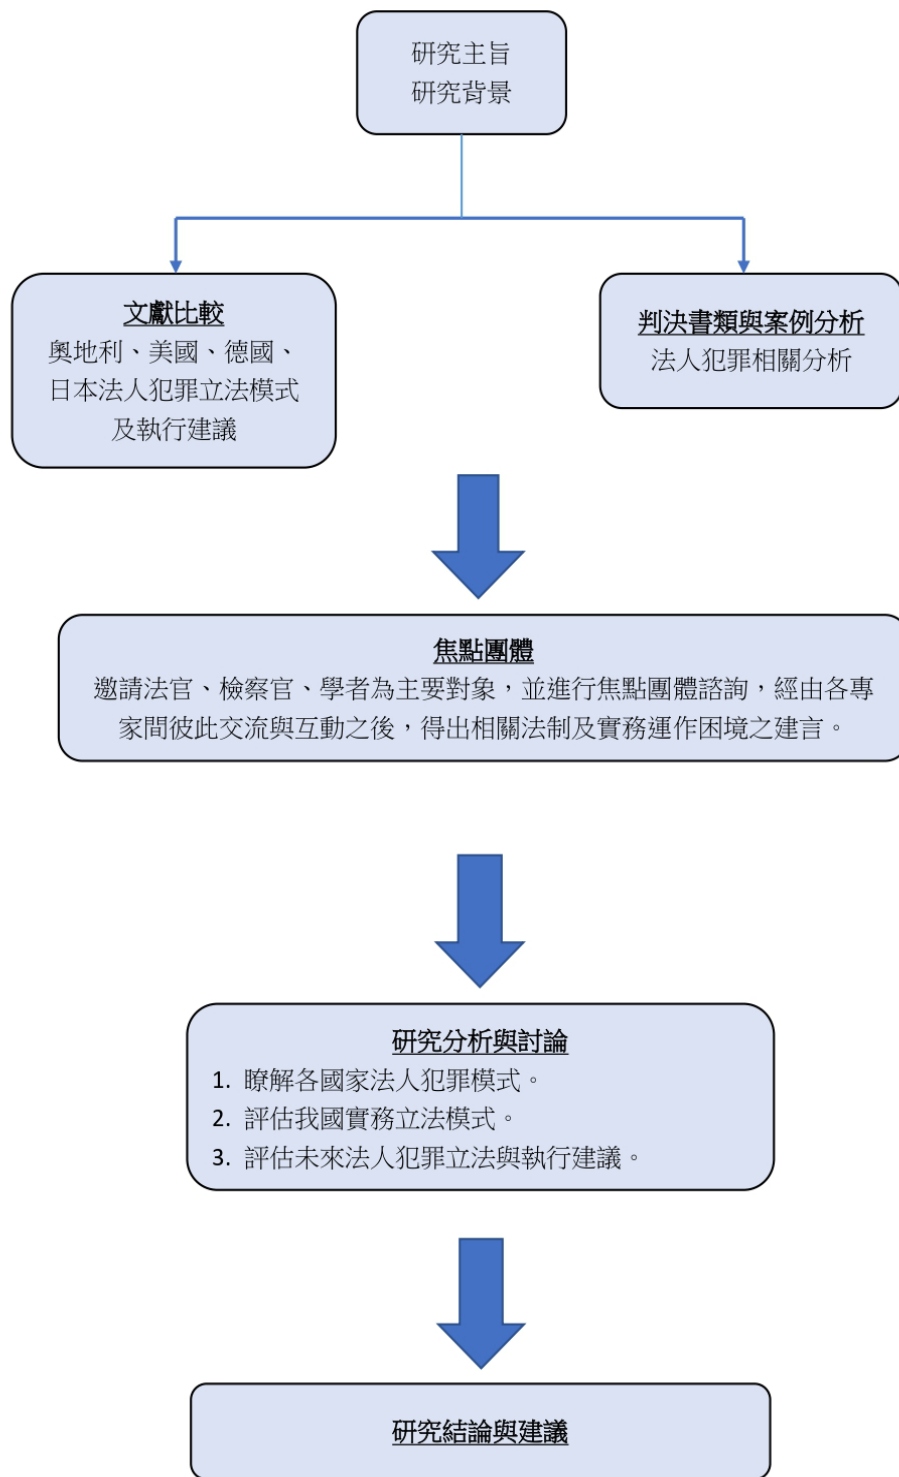 研究主旨
研究背景
文獻比較
奧地利、美國、德國、
日本法人犯罪立法模式
及執行建議
判決書類與案例分析
法人犯罪相關分析
焦點團體
邀請法官、檢察官、學者為主要對象，並進行焦點團體諮詢，經由各專
家間彼此交流與互動之後，得出相關法制及實務運作困境之建言。
研究分析與討論
1. 瞭解各國家法人犯罪模式。
2. 評估我國實務立法模式。
3. 評估未來法人犯罪立法與執行建議。
研究結論與建議